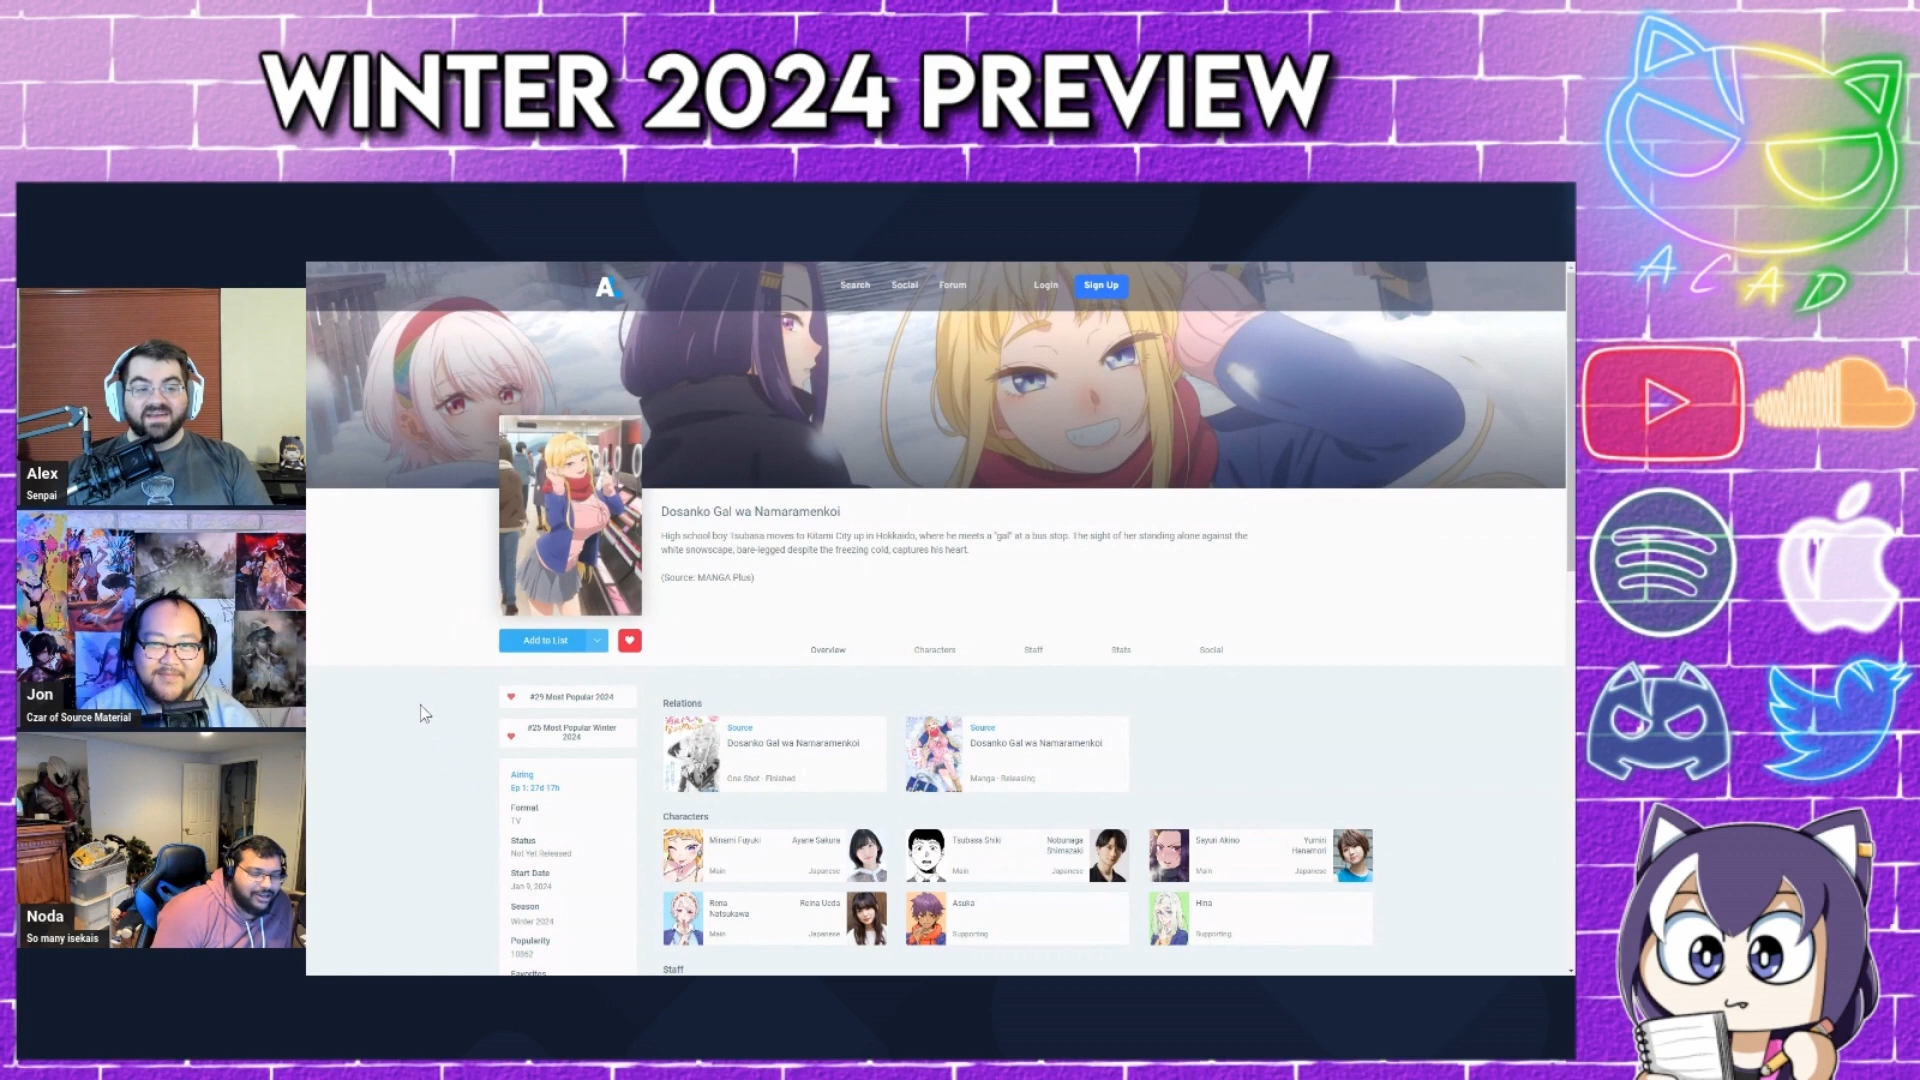 WINTER 2024 PREVIEW
ACAD
A.
Search Social Forum Login Sign Up
Alex
Senpai
Jon
Czar of Source Material
Noda
So many isekais
Dosanko Gal wa Namaramenkoi
High school boy Tsubasa moves to Kitami City up in Hokkaido, where he meets a "gal" at a bus stop. The sight of her standing alone against the
white snowscape, bare-legged despite the freezing cold, captures his heart.
(Source: MANGA Plus)
Add to List
Overview Characters Staff Stats Social
#29 Most Popular 2024
#25 Most Popular Winter
2024
Airing
Ep 1: 27d 17h
Format
TV
Status
Not Yet Released
Start Date
Jan 9, 2024
Season
Winter 2024
Popularity
10862
Favorites
Relations
Source
Dosanko Gal wa Namaramenkoi
One Shot · Finished
Source
Dosanko Gal wa Namaramenkoi
Manga · Releasing
Characters
Minami Fuyuki Ayane Sakura
Main Japanese
Tsubasa Shiki Nobunaga
Shimazaki
Main Japanese
Sayuri Akino Yumiri
Hanamori
Main Japanese
Rena
Natsukawa
Reina Ueda
Main Japanese
Asuka
Supporting
Hina
Supporting
Staff